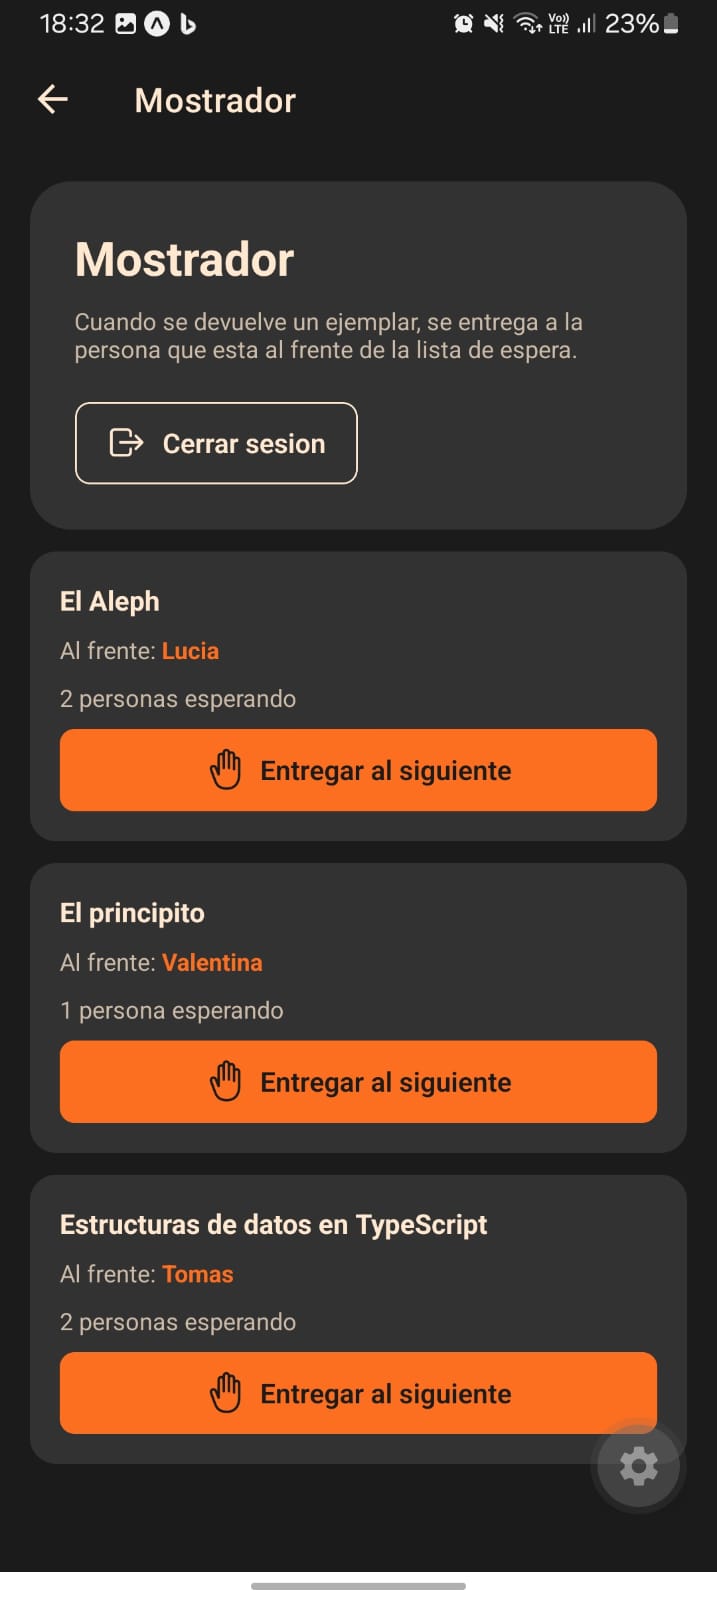 18:32
Vo))
LTE
23%
Mostrador
Mostrador
Cuando se devuelve un ejemplar, se entrega a la
persona que esta al frente de la lista de espera.
Cerrar sesion
El Aleph
Al frente: Lucia
2 personas esperando
Entregar al siguiente
El principito
Al frente: Valentina
1 persona esperando
Entregar al siguiente
Estructuras de datos en TypeScript
Al frente: Tomas
2 personas esperando
Entregar al siguiente